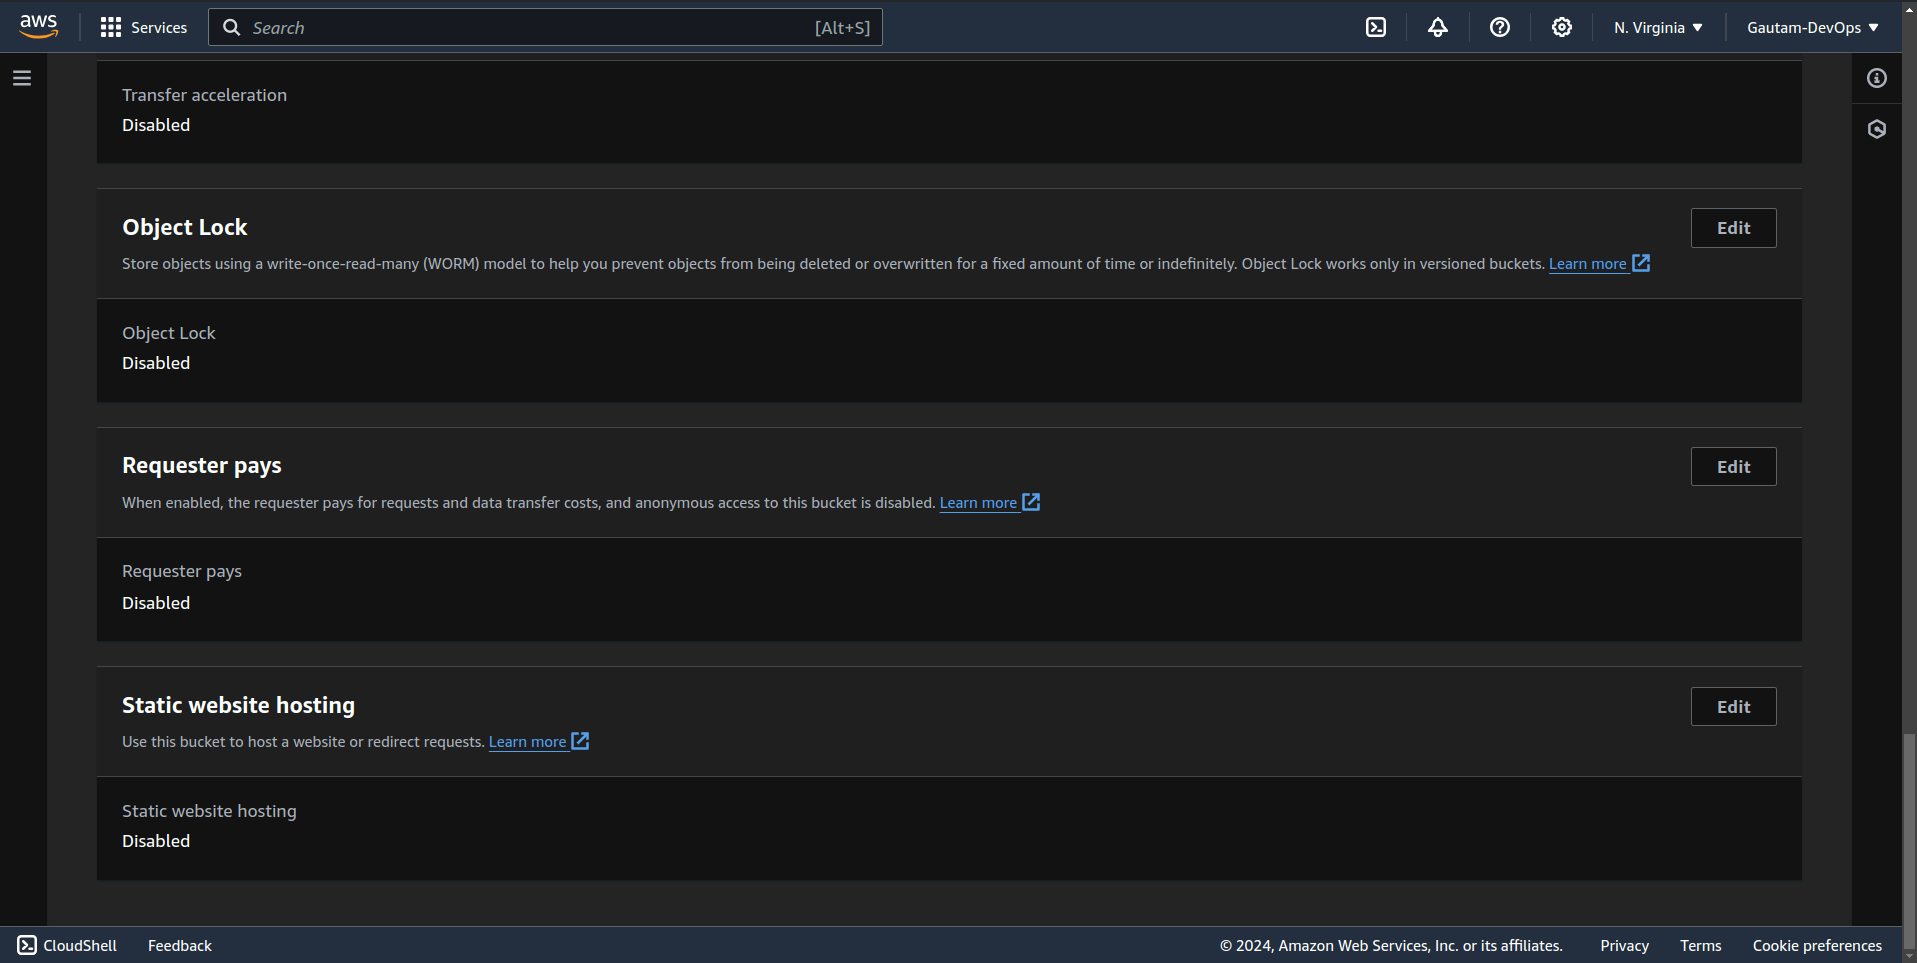 aws
Services
Search
[Alt+S]
N. Virginia
Gautam-DevOps
Transfer acceleration
Disabled
Object Lock
Edit
Store objects using a write-once-read-many (WORM) model to help you prevent objects from being deleted or overwritten for a fixed amount of time or indefinitely. Object Lock works only in versioned buckets. Learn more
Object Lock
Disabled
Requester pays
Edit
When enabled, the requester pays for requests and data transfer costs, and anonymous access to this bucket is disabled. Learn more
Requester pays
Disabled
Static website hosting
Edit
Use this bucket to host a website or redirect requests. Learn more
Static website hosting
Disabled
CloudShell
Feedback
© 2024, Amazon Web Services, Inc. or its affiliates.
Privacy
Terms
Cookie preferences